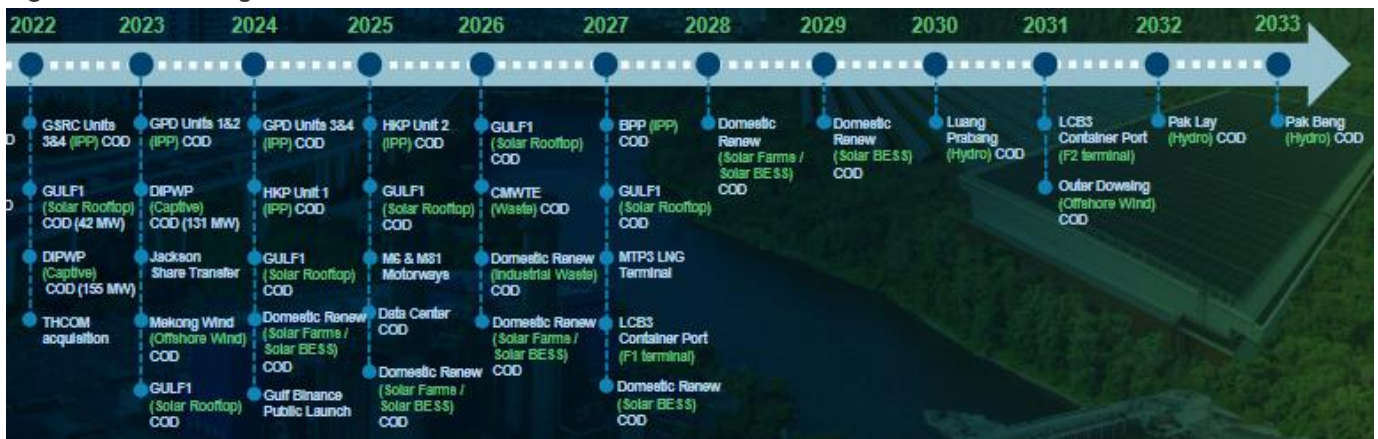 2022 2023 2024 2025 2026 2027 2028 2029 2030 2031 2032 2033
GSRC Units
3&4 (IPP) COD
GULF1
(Solar Rooftop)
COD (42 MW)
DIPWP
(Captive)
COD (155 MW)
THCOM
acquisition
GPD Units 1&2
(IPP) COD
DIPWP
(Captive)
COD (131 MW)
Jackson
Share Transfer
Mekong Wind
(Offshore Wind)
COD
GULF1
(Solar Rooftop)
COD
GPD Units 3&4
(IPP) COD
HKP Unit 1
(IPP) COD
GULF1
(Solar Rooftop)
COD
Domestic Renew
(Solar Farms /
Solar BESS)
COD
Gulf Binance
Public Launch
HKP Unit 2
(IPP) COD
GULF1
(Solar Rooftop)
COD
M6 & M81
Motorways
Data Center
COD
Domestic Renew
(Solar Farms /
Solar BESS)
COD
GULF1
(Solar Rooftop)
COD
CMWTE
(Waste) COD
Domestic Renew
(Industrial Waste)
COD
Domestic Renew
(Solar Farms /
Solar BESS)
COD
BPP (IPP)
COD
GULF1
(Solar Rooftop)
COD
MTP3 LNG
Terminal
LCB3
Container Port
(F1 terminal)
Domestic Renew
(Solar BESS)
COD
Domestic
Renew
(Solar Farms /
Solar BESS)
COD
Domestic
Renew
(Solar BESS)
COD
Luang
Prabang
(Hydro) COD
LCB3
Container Port
(F2 terminal)
Outer Dowsing
(Offshore Wind)
COD
Pak Lay
(Hydro) COD
Pak Beng
(Hydro) COD